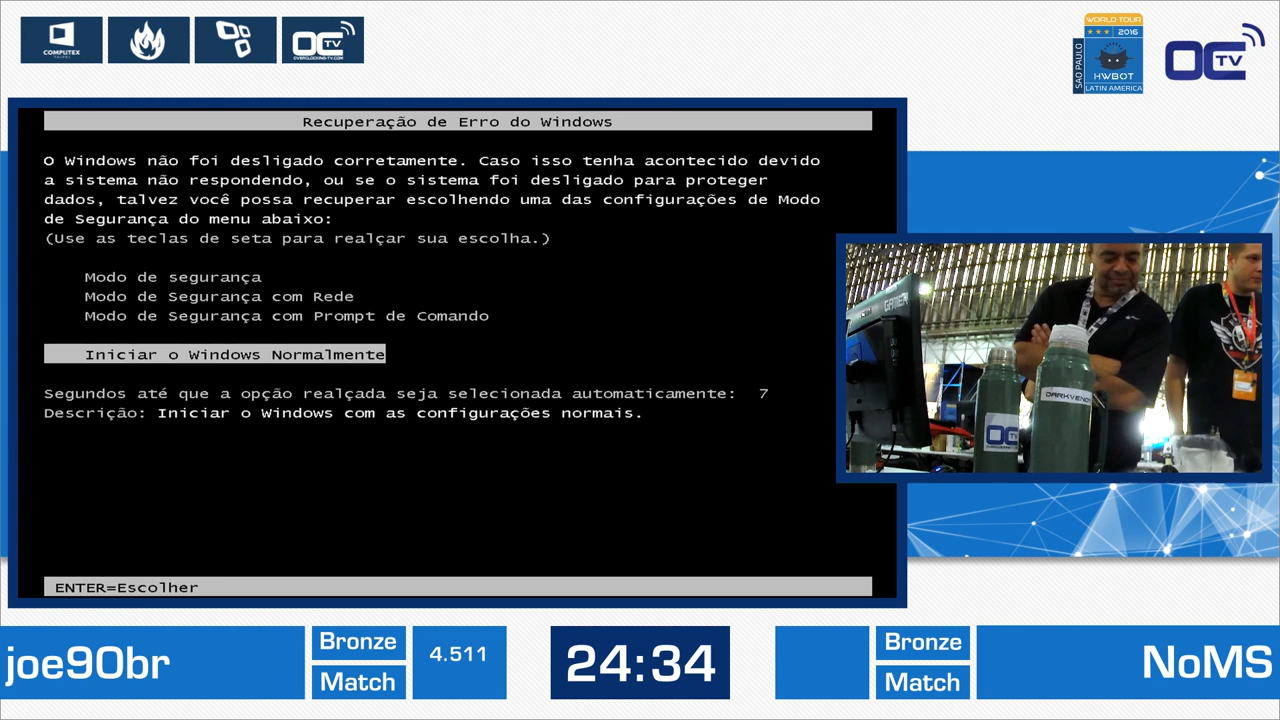 COMPUTEX
TAIPEI
OC TV
OVERCLOCKING-TV.COM
WORLD TOUR
2016
SAO PAULO
HWBOT
LATIN AMERICA
OC TV
Recuperação de Erro do Windows
O Windows não foi desligado corretamente. Caso isso tenha acontecido devido
a sistema não respondendo, ou se o sistema foi desligado para proteger
dados, talvez você possa recuperar escolhendo uma das configurações de Modo
de Segurança do menu abaixo:
(Use as teclas de seta para realçar sua escolha.)
Modo de segurança
Modo de Segurança com Rede
Modo de Segurança com Prompt de Comando
Iniciar o Windows Normalmente
Segundos até que a opção realçada seja selecionada automaticamente: 7
Descrição: Iniciar o Windows com as configurações normais.
ENTER=Escolher
OC TV
joe90br
Bronze
Match
4.511
24:34
Bronze
Match
NoMS